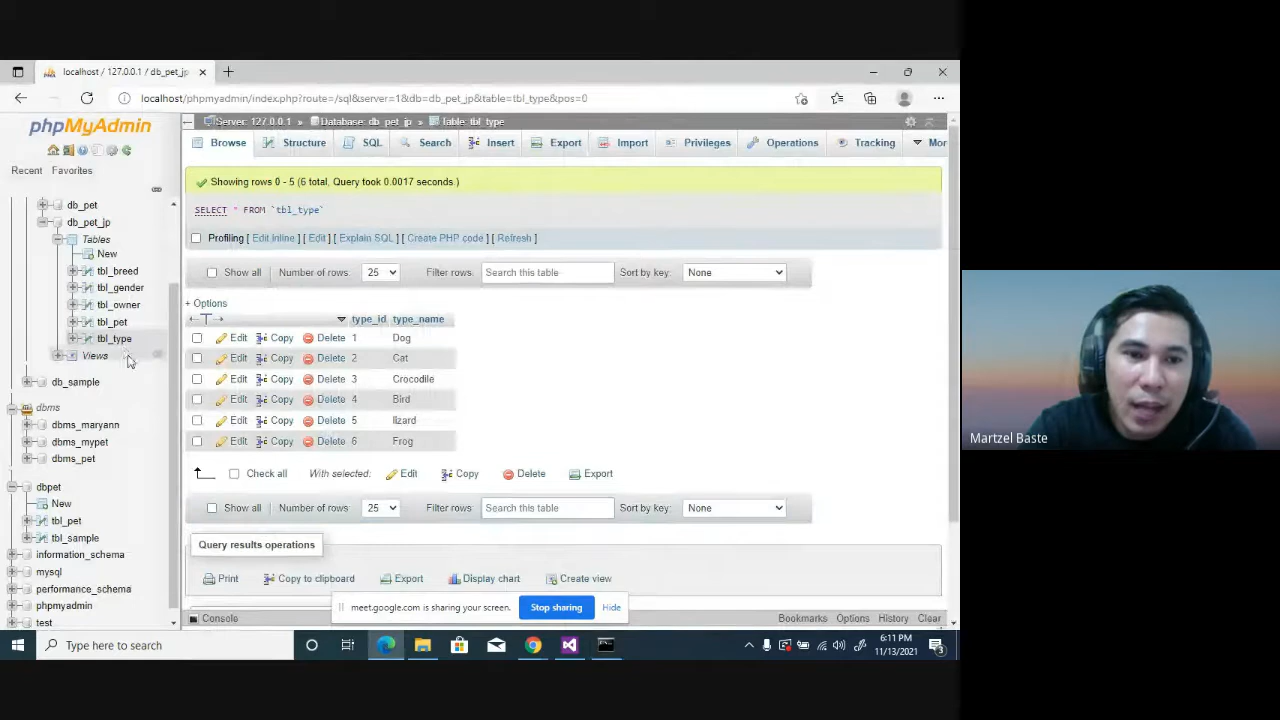 localhost / 127.0.0.1 / db_pet_jp
localhost/phpmyadmin/index.php?route=/sql&server=1&db=db_pet_jp&table=tbl_type&pos=0
phpMyAdmin
Recent Favorites
db_pet
db_pet_jp
Tables
New
tbl_breed
tbl_gender
tbl_owner
tbl_pet
tbl_type
Views
db_sample
dbms
dbms_maryann
dbms_mypet
dbms_pet
dbpet
New
tbl_pet
tbl_sample
information_schema
mysql
performance_schema
phpmyadmin
test
Server: 127.0.0.1 » Database: db_pet_jp » Table: tbl_type
Browse Structure SQL Search Insert Export Import Privileges Operations Tracking Mor
Showing rows 0 - 5 (6 total, Query took 0.0017 seconds.)
SELECT * FROM `tbl_type`
Profiling [ Edit inline ] [ Edit ] [ Explain SQL ] [ Create PHP code ] [ Refresh ]
Show all Number of rows: 25 Filter rows: Search this table Sort by key: None
+ Options
type_id type_name
Edit Copy Delete 1 Dog
Edit Copy Delete 2 Cat
Edit Copy Delete 3 Crocodile
Edit Copy Delete 4 Bird
Edit Copy Delete 5 lizard
Edit Copy Delete 6 Frog
Check all With selected: Edit Copy Delete Export
Show all Number of rows: 25 Filter rows: Search this table Sort by key: None
Query results operations
Print Copy to clipboard Export Display chart Create view
meet.google.com is sharing your screen. Stop sharing Hide
Console Bookmarks Options History Clear
Type here to search
6:11 PM
11/13/2021
3
Martzel Baste